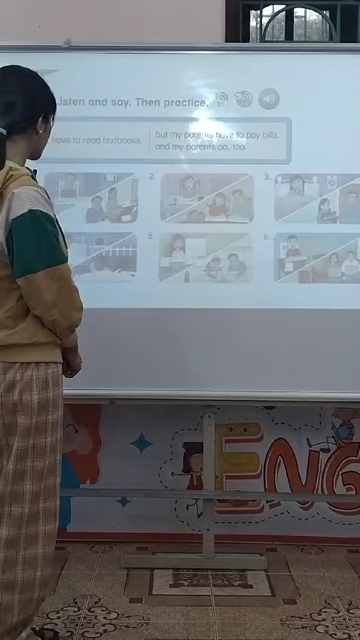 Listen and say. Then practice.
have to read textbooks, but my parents have to pay bills.
and my parents do, too.
2. 3.
5. 6.
ENG